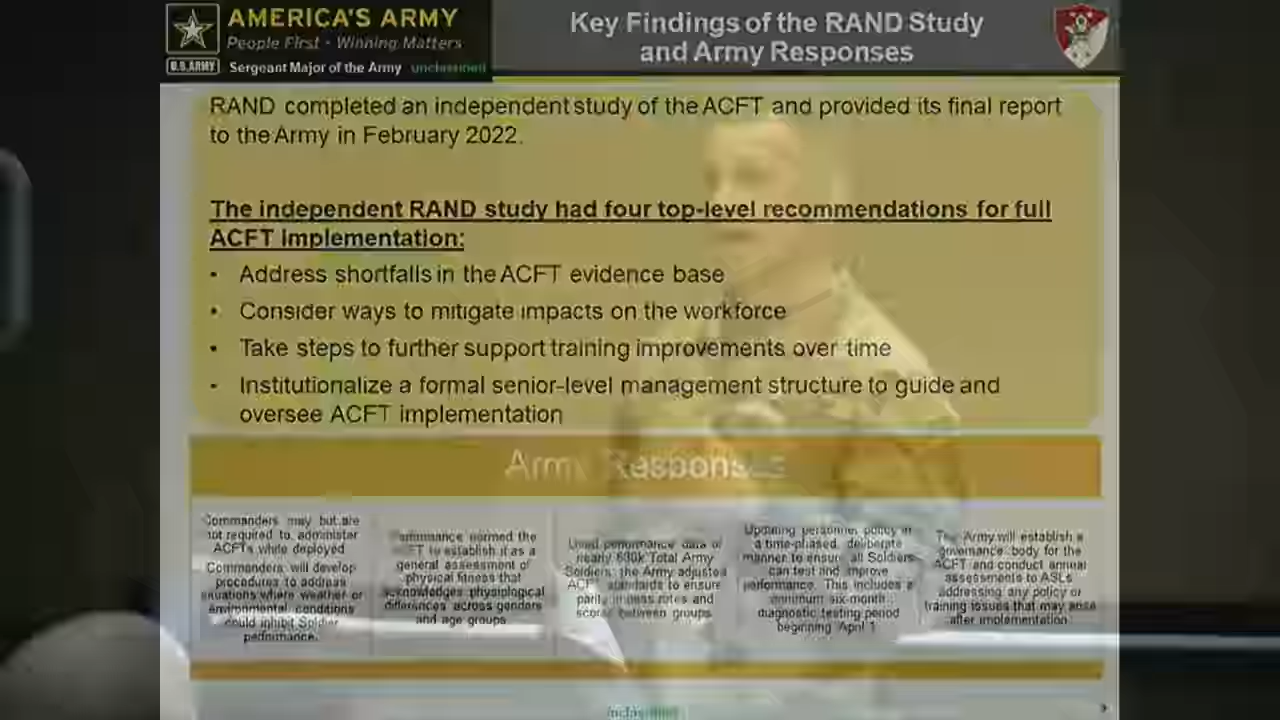 AMERICA'S ARMY
People First - Winning Matters
U.S.ARMY
Sergeant Major of the Army unclassified
Key Findings of the RAND Study
and Army Responses
RAND completed an independent study of the ACFT and provided its final report
to the Army in February 2022.
The independent RAND study had four top-level recommendations for full
ACFT Implementation:
• Address shortfalls in the ACFT evidence base
• Consider ways to mitigate impacts on the workforce
• Take steps to further support training improvements over time
• Institutionalize a formal senior-level management structure to guide and
oversee ACFT implementation
Army Responses
Commanders may but are
not required to administer
ACFTs while deployed
Commanders will develop
procedures to address
situations where weather or
environmental conditions
could inhibit Soldier
performance.
Performance normed the
ACFT to establish it as a
general assessment of
physical fitness that
acknowledges physiological
differences across genders
and age groups
Used performance data of
nearly 630k Total Army
Soldiers; the Army adjusted
ACFT standards to ensure
parity in pass rates and
scores between groups
Updating personnel policy in
a time-phased, deliberate
manner to ensure all Soldiers
can test and improve
performance. This includes a
minimum six-month
diagnostic testing period
beginning April 1
The Army will establish a
governance body for the
ACFT and conduct annual
assessments to ASLs
addressing any policy or
training issues that may arise
after implementation
unclassified